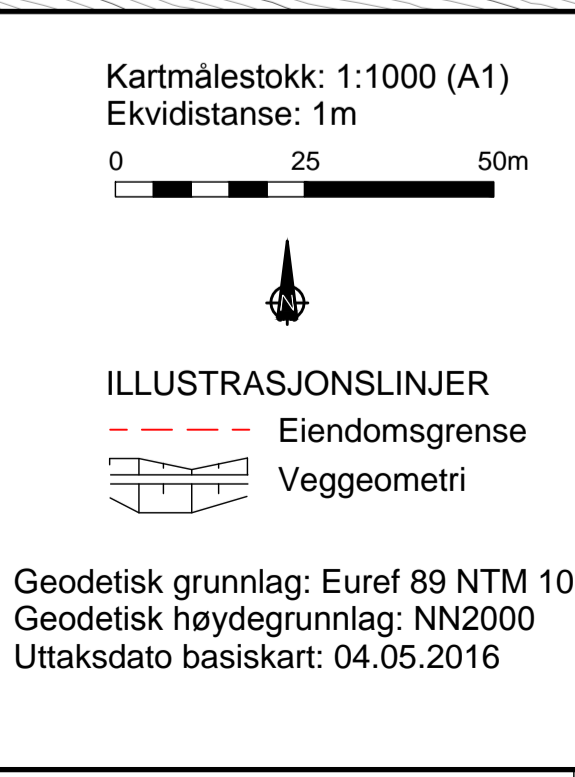 Kartmålestokk: 1:1000 (A1)
Ekvidistanse: 1m
0 25 50m
N
ILLUSTRASJONSLINJER
Eiendomsgrense
Veggeometri
Geodetisk grunnlag: Euref 89 NTM 10
Geodetisk høydegrunnlag: NN2000
Uttaksdato basiskart: 04.05.2016